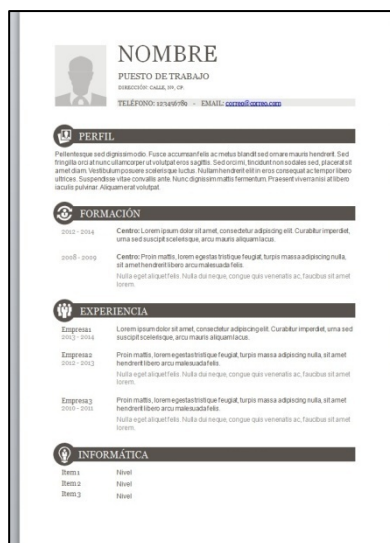 NOMBRE
PUESTO DE TRABAJO
DIRECCIÓN: CALLE, Nº, CP.
TELÉFONO: 123456789 - EMAIL: correo@correo.com
PERFIL
Pellentesque sed dignissim odio. Fusce accumsan felis ac metus blandit sed ornare mauris hendrerit. Sed
fringilla orci at nunc ullamcorper ut volutpat eros sagittis. Sed orci mi, tincidunt non sodales sed, placerat sit
amet diam. Vestibulum posuere scelerisque luctus. Nullam hendrerit elit in eros consequat ac tempor libero
ultrices. Suspendisse vitae convallis ante. Nunc dignissim mattis fermentum. Praesent viverra nisi at libero
iaculis pulvinar. Aliquam erat volutpat.
FORMACIÓN
2012 - 2014 Centro: Lorem ipsum dolor sit amet, consectetur adipiscing elit. Curabitur imperdiet,
urna sed suscipit scelerisque, arcu mauris aliquam lacus.
2008 - 2009 Centro: Proin mattis, lorem egestas tristique feugiat, turpis massa adipiscing nulla,
sit amet hendrerit libero arcu malesuada felis.
Nulla eget aliquet felis. Nulla dui neque, congue quis venenatis ac, faucibus sit amet
lorem.
EXPERIENCIA
Empresa1 Lorem ipsum dolor sit amet, consectetur adipiscing elit. Curabitur imperdiet, urna sed
2013 - 2014 suscipit scelerisque, arcu mauris aliquam lacus.
Empresa2 Proin mattis, lorem egestas tristique feugiat, turpis massa adipiscing nulla, sit amet
2012 - 2013 hendrerit libero arcu malesuada felis.
Nulla eget aliquet felis. Nulla dui neque, congue quis venenatis ac, faucibus sit amet
lorem.
Empresa3 Proin mattis, lorem egestas tristique feugiat, turpis massa adipiscing nulla, sit amet
2010 - 2011 hendrerit libero arcu malesuada felis.
Nulla eget aliquet felis. Nulla dui neque, congue quis venenatis ac, faucibus sit amet
lorem.
INFORMÁTICA
Item1 Nivel
Item2 Nivel
Item3 Nivel